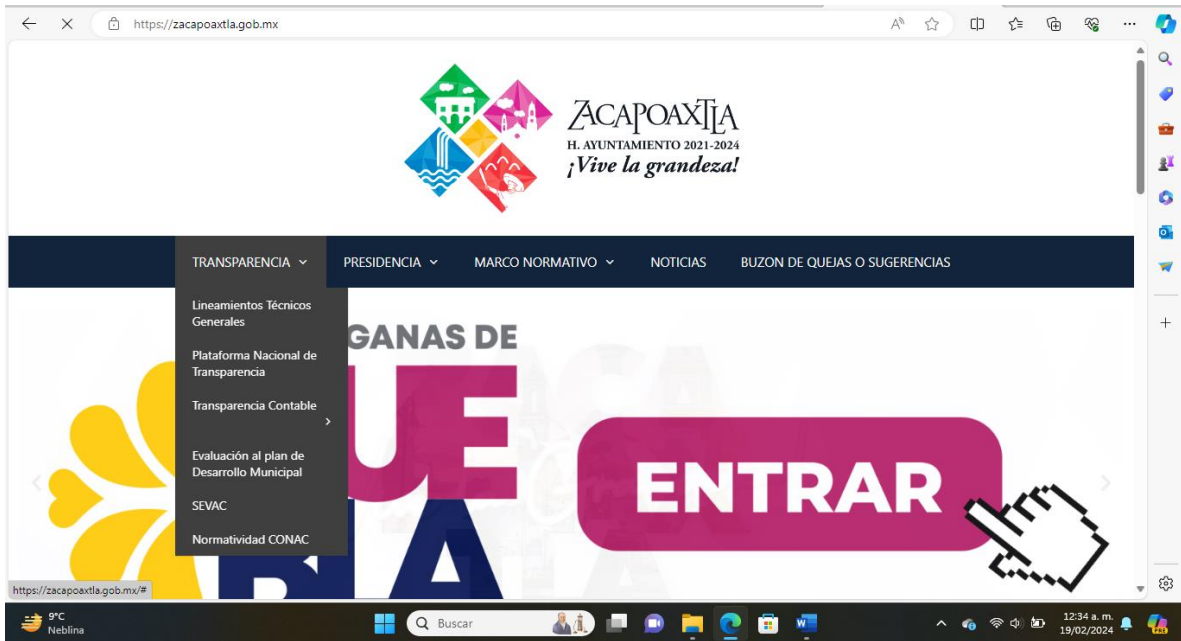 https://zacapoaxtla.gob.mx
ZACAPOAXTLA
H. AYUNTAMIENTO 2021-2024
¡Vive la grandeza!
TRANSPARENCIA
PRESIDENCIA
MARCO NORMATIVO
NOTICIAS
BUZON DE QUEJAS O SUGERENCIAS
Lineamientos Técnicos
Generales
Plataforma Nacional de
Transparencia
Transparencia Contable
Evaluación al plan de
Desarrollo Municipal
SEVAC
Normatividad CONAC
GANAS DE
UE
BLA
ENTRAR
https://zacapoaxtla.gob.mx/#
9°C
Neblina
Buscar
12:34 a. m.
19/02/2024